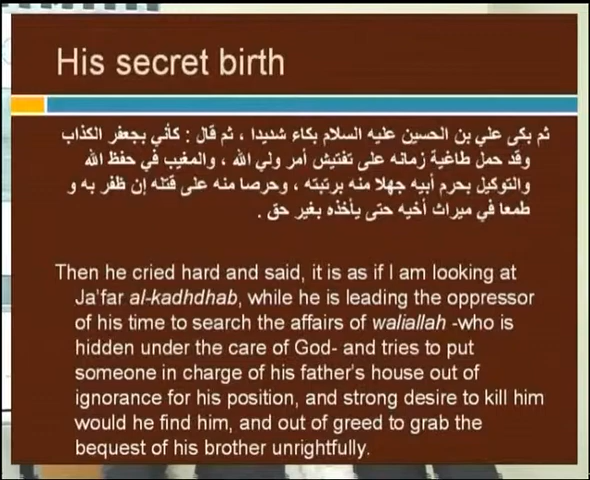 His secret birth
ثم بكى علي بن الحسين عليه السلام بكاء شديدا ، ثم قال : كأني بجعفر الكذاب
وقد حمل طاغية زمانه على تفتيش أمر ولي الله ، والمغيب في حفظ الله
والتوكيل بحرم أبيه جهلا منه برتبته ، وحرصا منه على قتله إن ظفر به و
طمعا في ميراث أخيه حتى يأخذه بغير حق .
Then he cried hard and said, it is as if I am looking at
Ja'far al-kadhdhab, while he is leading the oppressor
of his time to search the affairs of waliallah -who is
hidden under the care of God- and tries to put
someone in charge of his father's house out of
ignorance for his position, and strong desire to kill him
would he find him, and out of greed to grab the
bequest of his brother unrightfully.